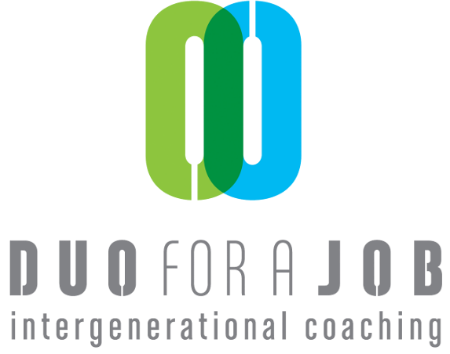 DUO FOR A JOB
intergenerational coaching